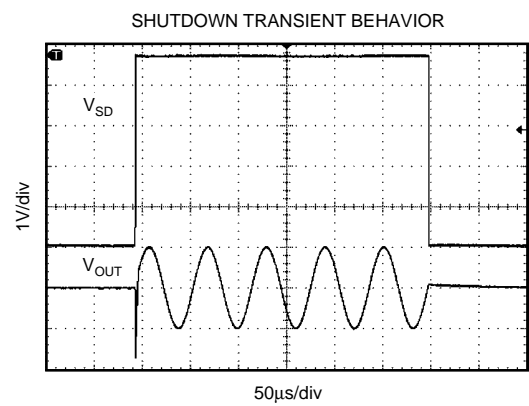 SHUTDOWN TRANSIENT BEHAVIOR
T
V_SD
1V/div
V_OUT
50µs/div